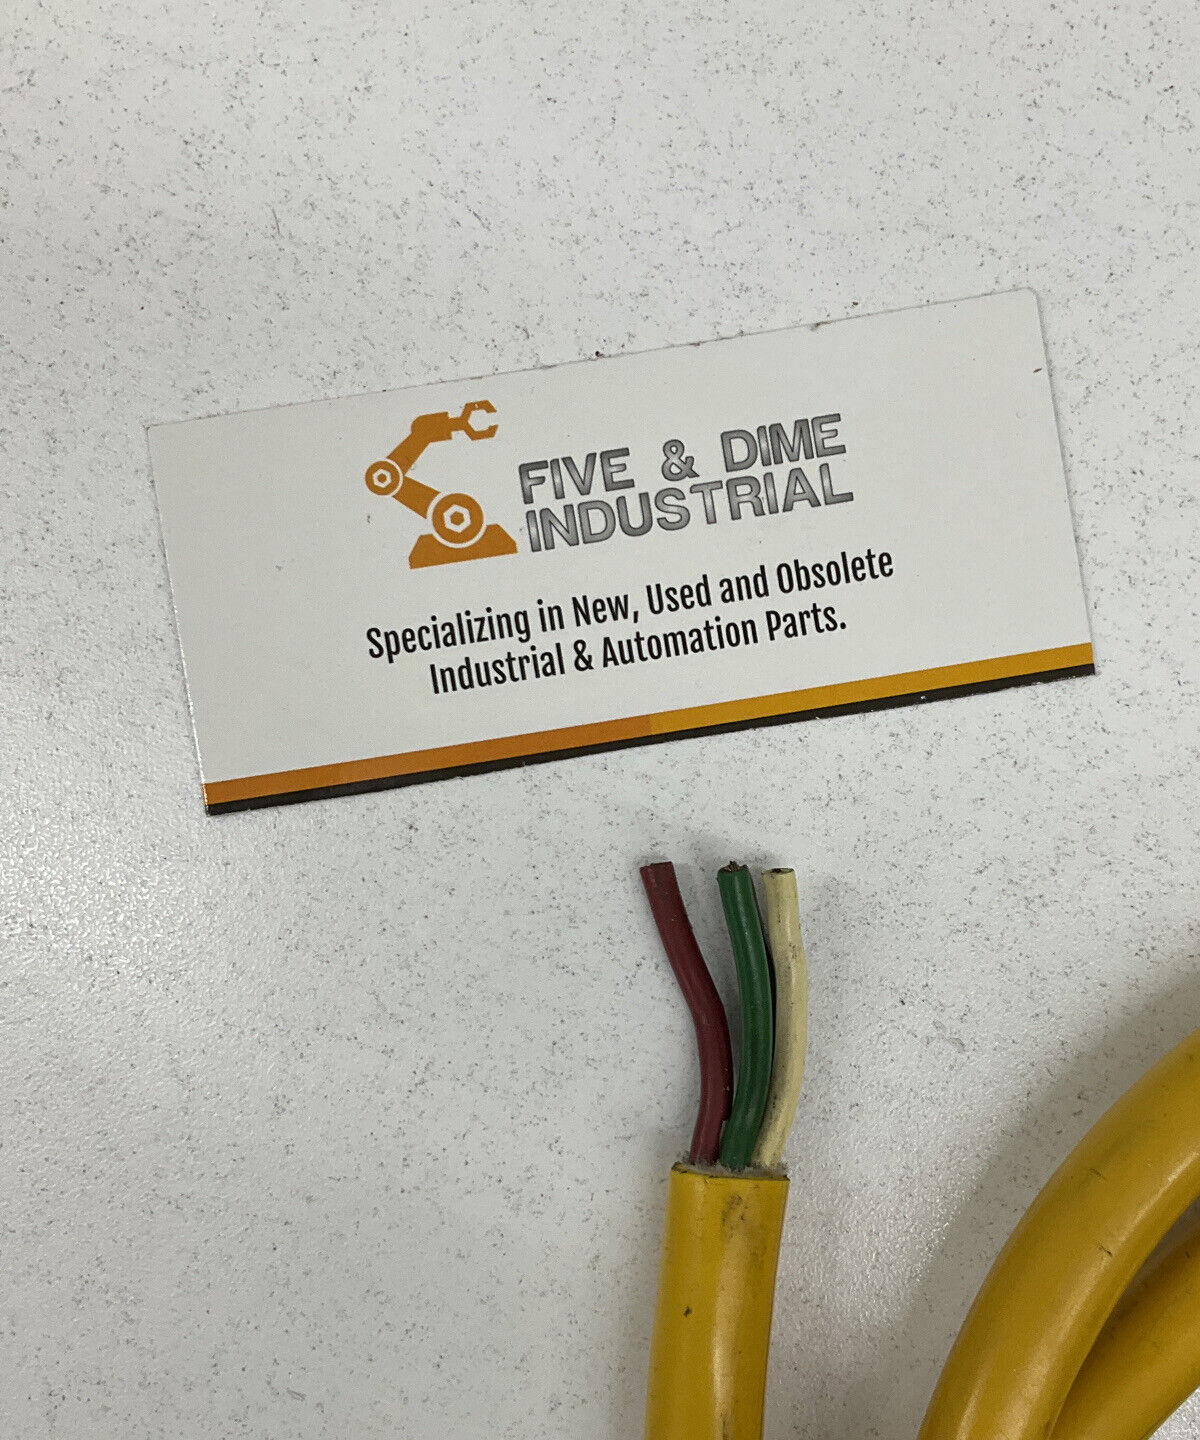 FIVE & DIME
INDUSTRIAL
Specializing in New, Used and Obsolete
Industrial & Automation Parts.